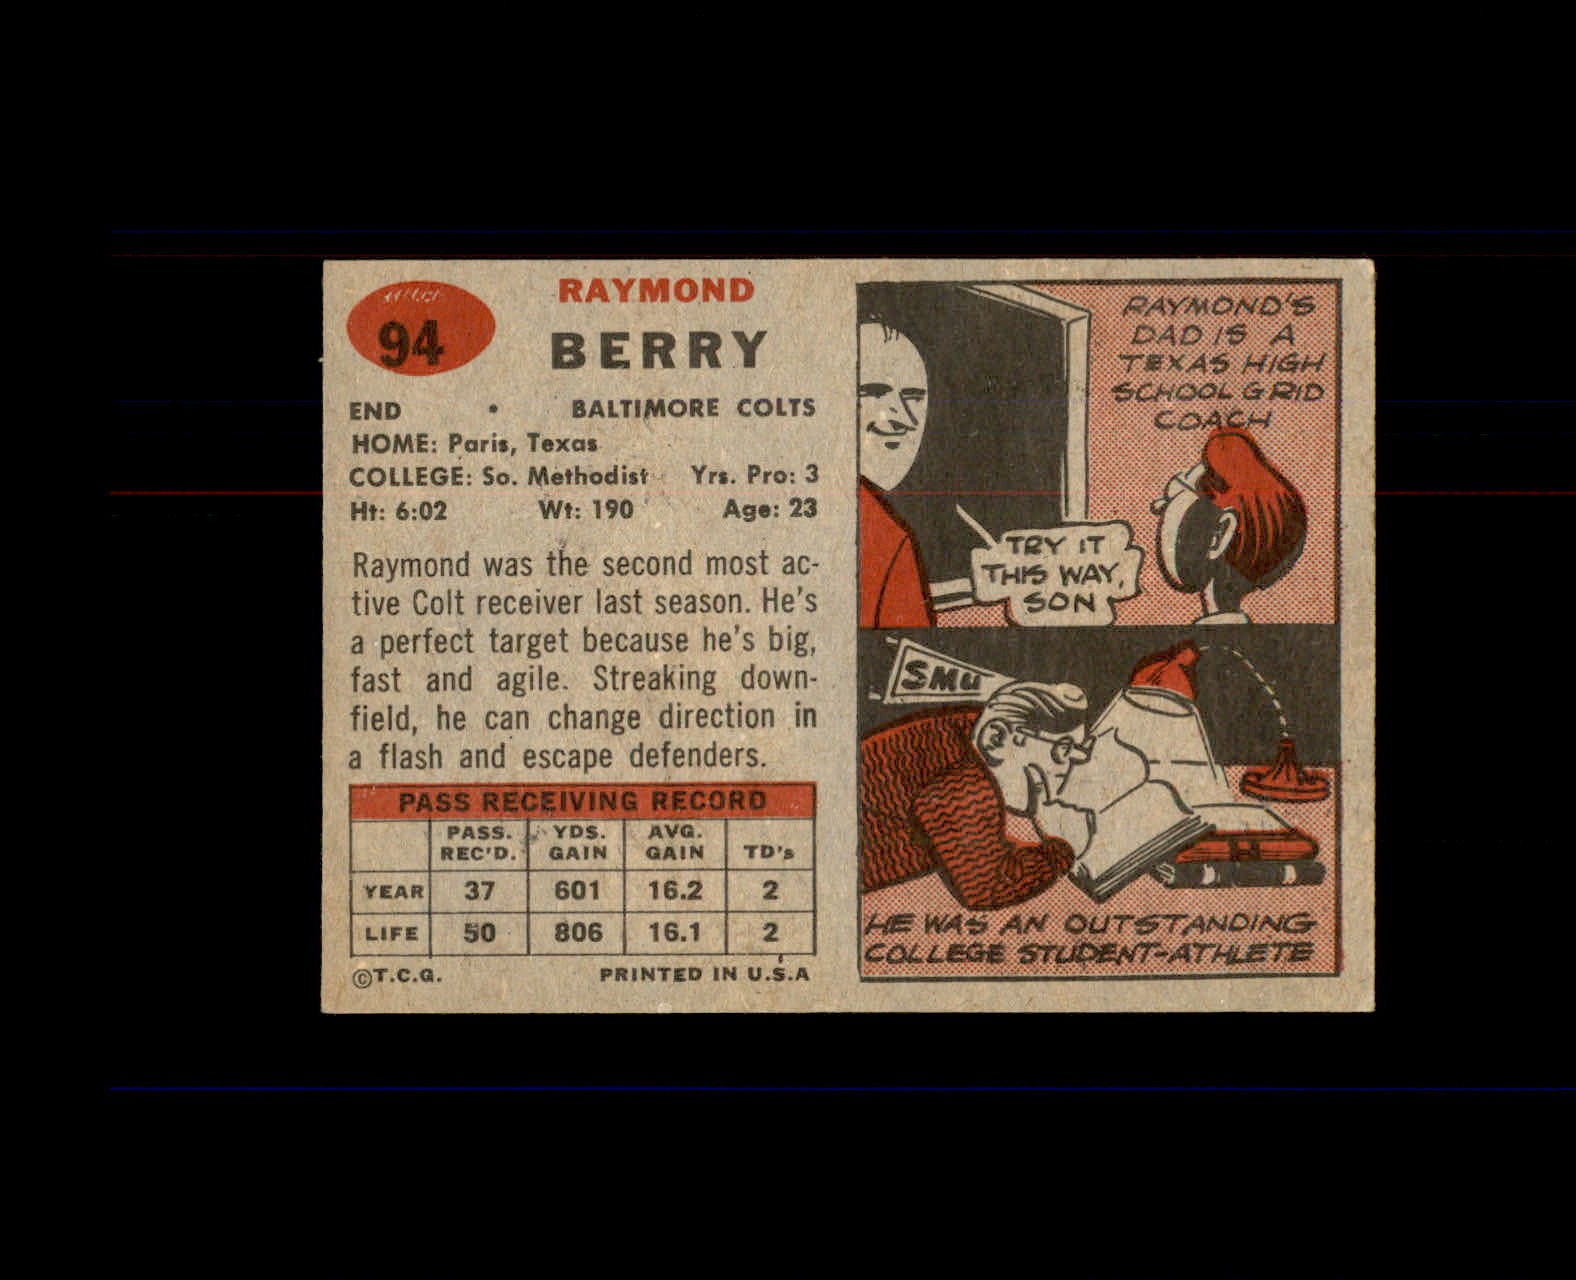 94
RAYMOND
BERRY
END • BALTIMORE COLTS
HOME: Paris, Texas
COLLEGE: So. Methodist Yrs. Pro: 3
Ht: 6:02 Wt: 190 Age: 23
Raymond was the second most ac-
tive Colt receiver last season. He's
a perfect target because he's big,
fast and agile. Streaking down-
field, he can change direction in
a flash and escape defenders.
PASS RECEIVING RECORD
PASS. REC'D. YDS. GAIN AVG. GAIN TD's
YEAR 37 601 16.2 2
LIFE 50 806 16.1 2
©T.C.G. PRINTED IN U.S.A
RAYMOND'S
DAD IS A
TEXAS HIGH
SCHOOL GRID
COACH
TRY IT
THIS WAY,
SON
SMU
HE WAS AN OUTSTANDING
COLLEGE STUDENT-ATHLETE